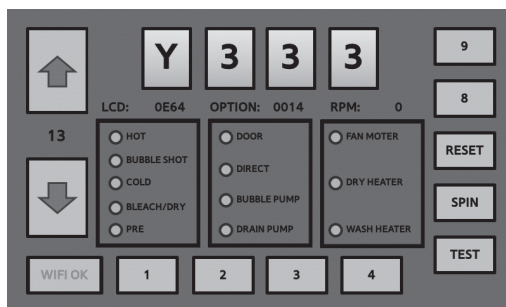 Y 3 3 3
9
LCD: 0E64 OPTION: 0014 RPM: 0
8
13
HOT
BUBBLE SHOT
COLD
BLEACH/DRY
PRE
DOOR
DIRECT
BUBBLE PUMP
DRAIN PUMP
FAN MOTER
DRY HEATER
WASH HEATER
RESET
SPIN
TEST
WIFI OK 1 2 3 4